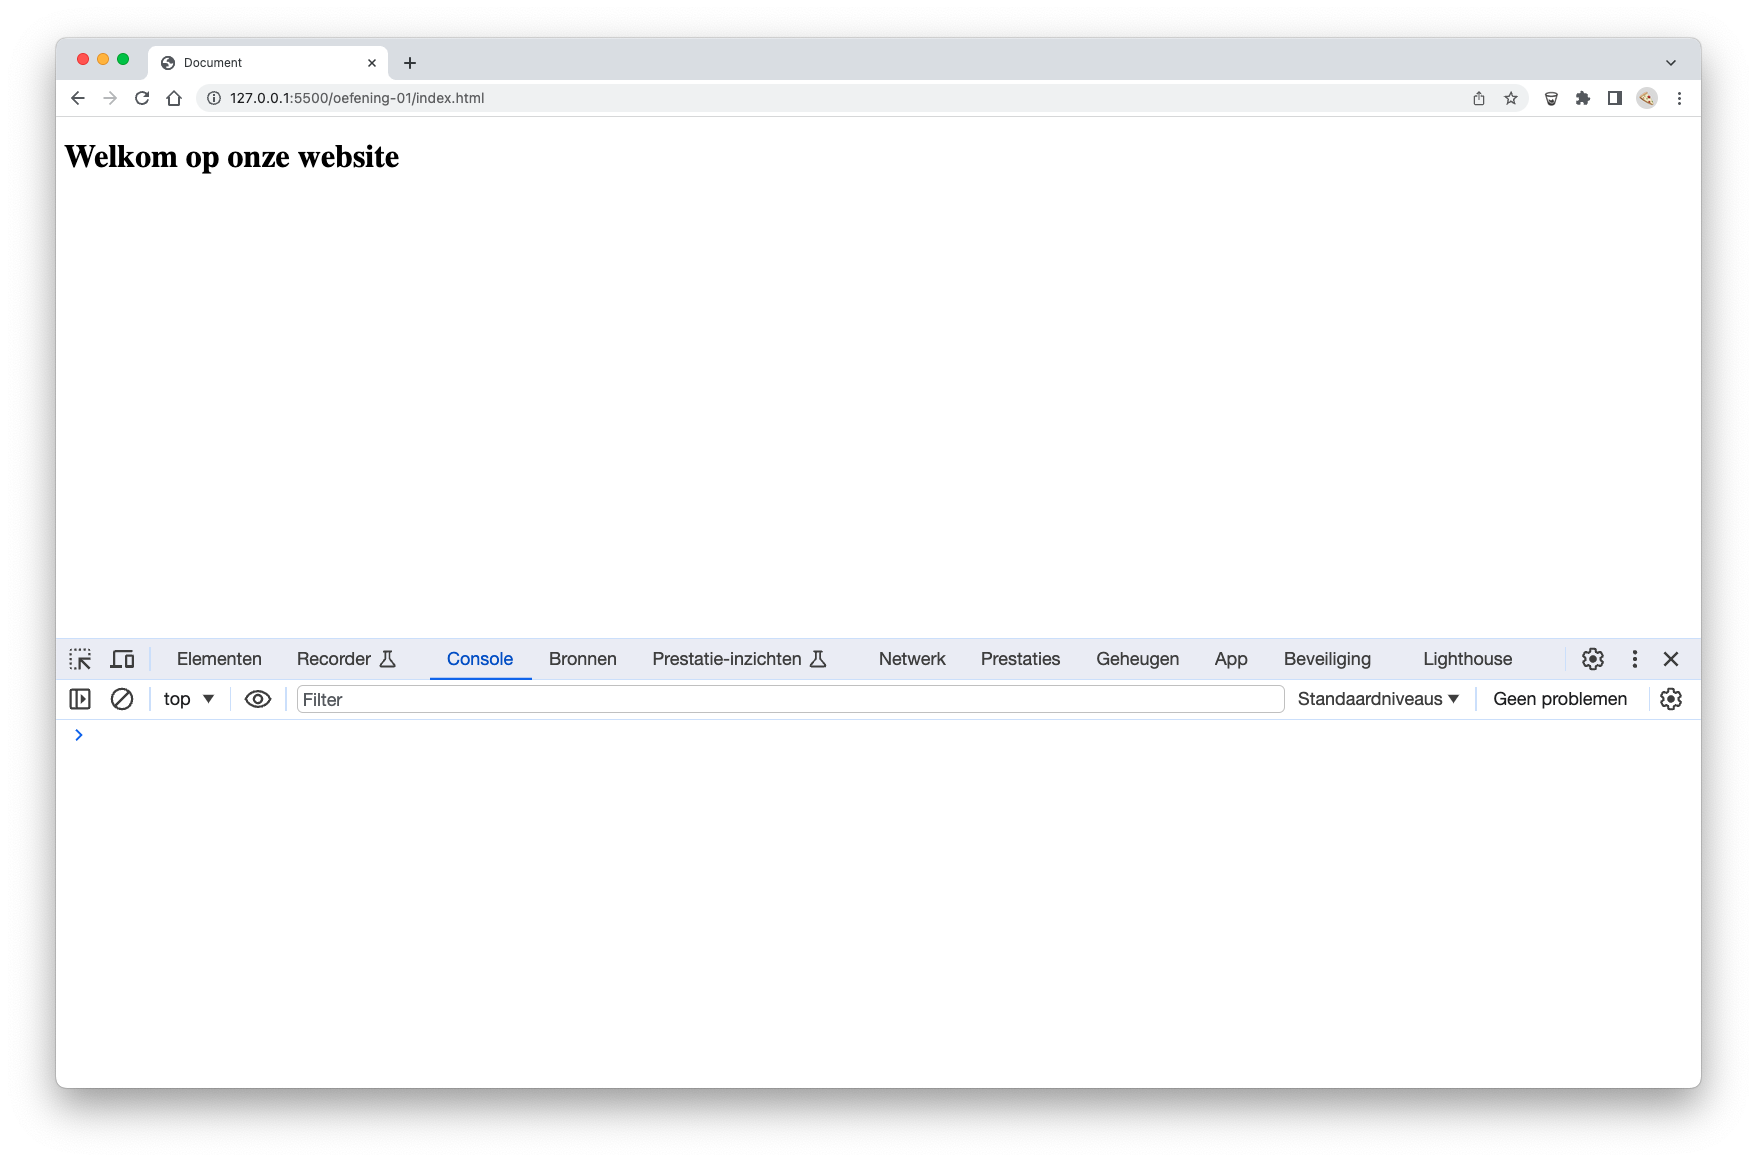 Document
127.0.0.1:5500/oefening-01/index.html
Welkom op onze website
Elementen Recorder Console Bronnen Prestatie-inzichten Netwerk Prestaties Geheugen App Beveiliging Lighthouse
top Filter Standaardniveaus Geen problemen